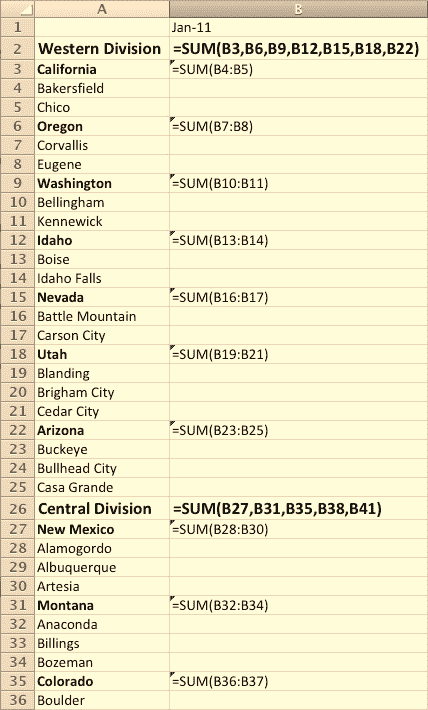 A B
1 Jan-11
2 Western Division =SUM(B3,B6,B9,B12,B15,B18,B22)
3 California =SUM(B4:B5)
4 Bakersfield
5 Chico
6 Oregon =SUM(B7:B8)
7 Corvallis
8 Eugene
9 Washington =SUM(B10:B11)
10 Bellingham
11 Kennewick
12 Idaho =SUM(B13:B14)
13 Boise
14 Idaho Falls
15 Nevada =SUM(B16:B17)
16 Battle Mountain
17 Carson City
18 Utah =SUM(B19:B21)
19 Blanding
20 Brigham City
21 Cedar City
22 Arizona =SUM(B23:B25)
23 Buckeye
24 Bullhead City
25 Casa Grande
26 Central Division =SUM(B27,B31,B35,B38,B41)
27 New Mexico =SUM(B28:B30)
28 Alamogordo
29 Albuquerque
30 Artesia
31 Montana =SUM(B32:B34)
32 Anaconda
33 Billings
34 Bozeman
35 Colorado =SUM(B36:B37)
36 Boulder